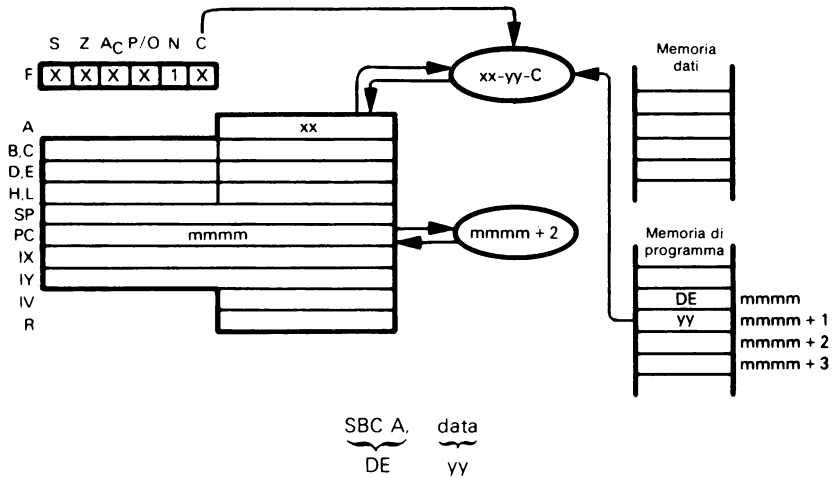 S Z AC P/O N C
F X X X X 1 X
xx-yy-C
Memoria
dati
A xx
B,C
D,E
H,L
SP
PC mmmm
mmmm + 2
IX
IY
IV
R
Memoria di
programma
DE mmmm
yy mmmm + 1
mmmm + 2
mmmm + 3
SBC A, data
DE yy